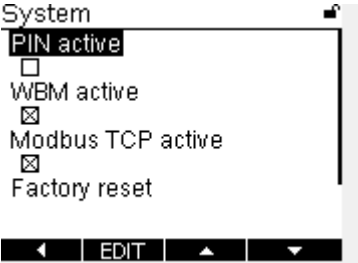 System
PIN active
WBM active
Modbus TCP active
Factory reset
EDIT